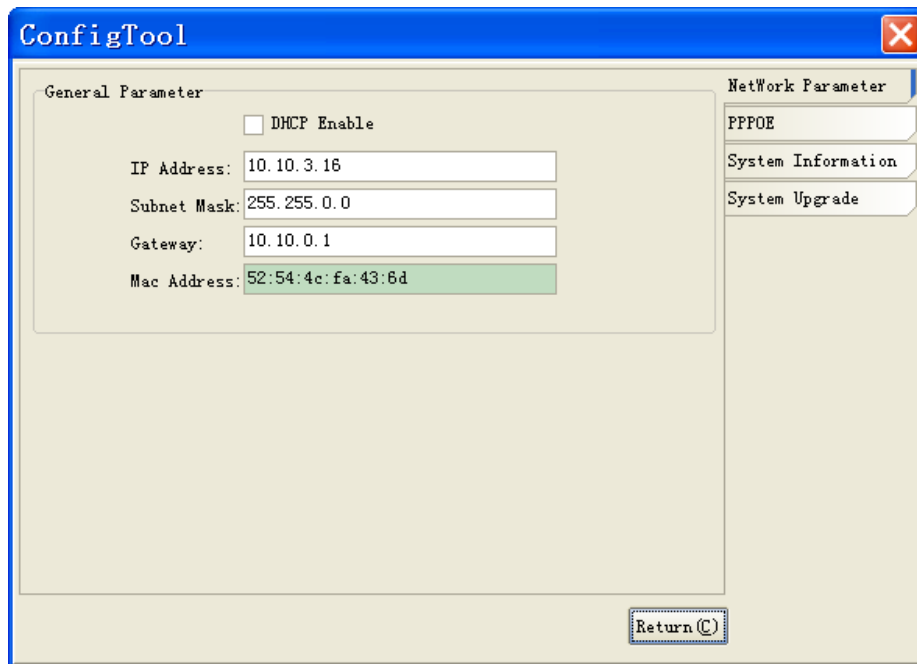 ConfigTool
General Parameter
DHCP Enable
IP Address: 10.10.3.16
Subnet Mask: 255.255.0.0
Gateway: 10.10.0.1
Mac Address: 52:54:4c:fa:43:6d
NetWork Parameter
PPPOE
System Information
System Upgrade
Return(C)